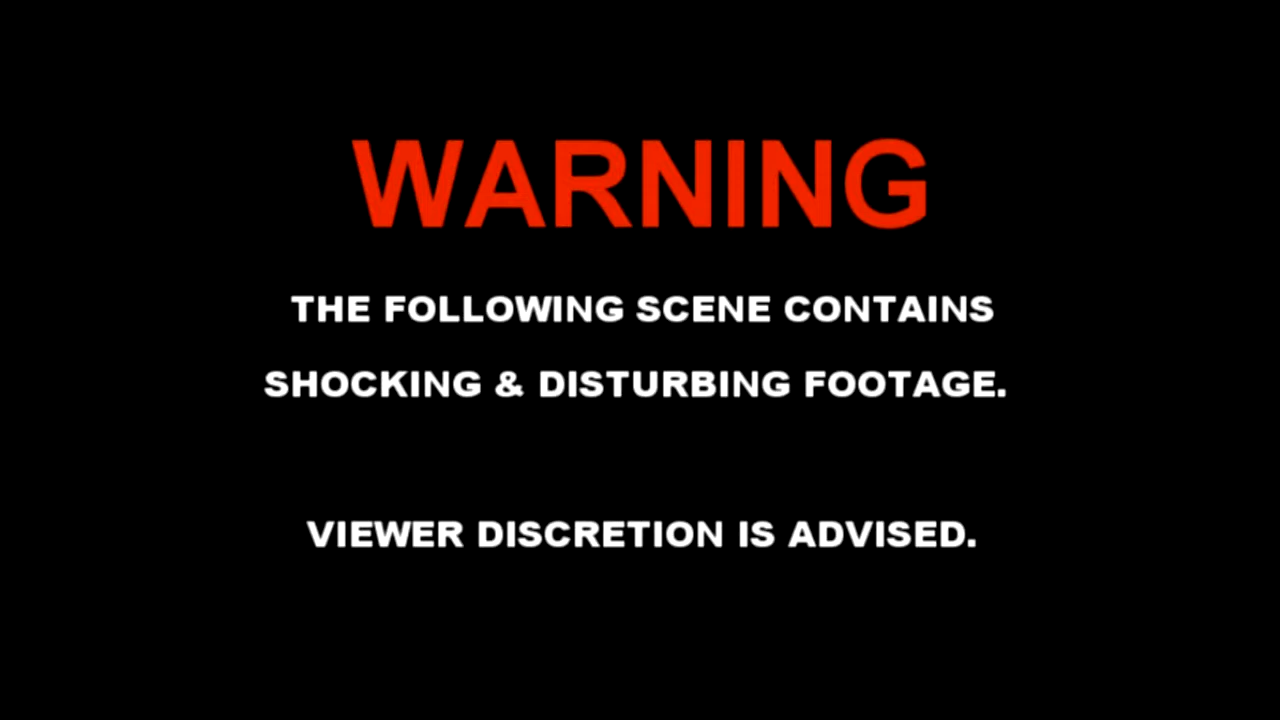 WARNING
THE FOLLOWING SCENE CONTAINS
SHOCKING & DISTURBING FOOTAGE.
VIEWER DISCRETION IS ADVISED.